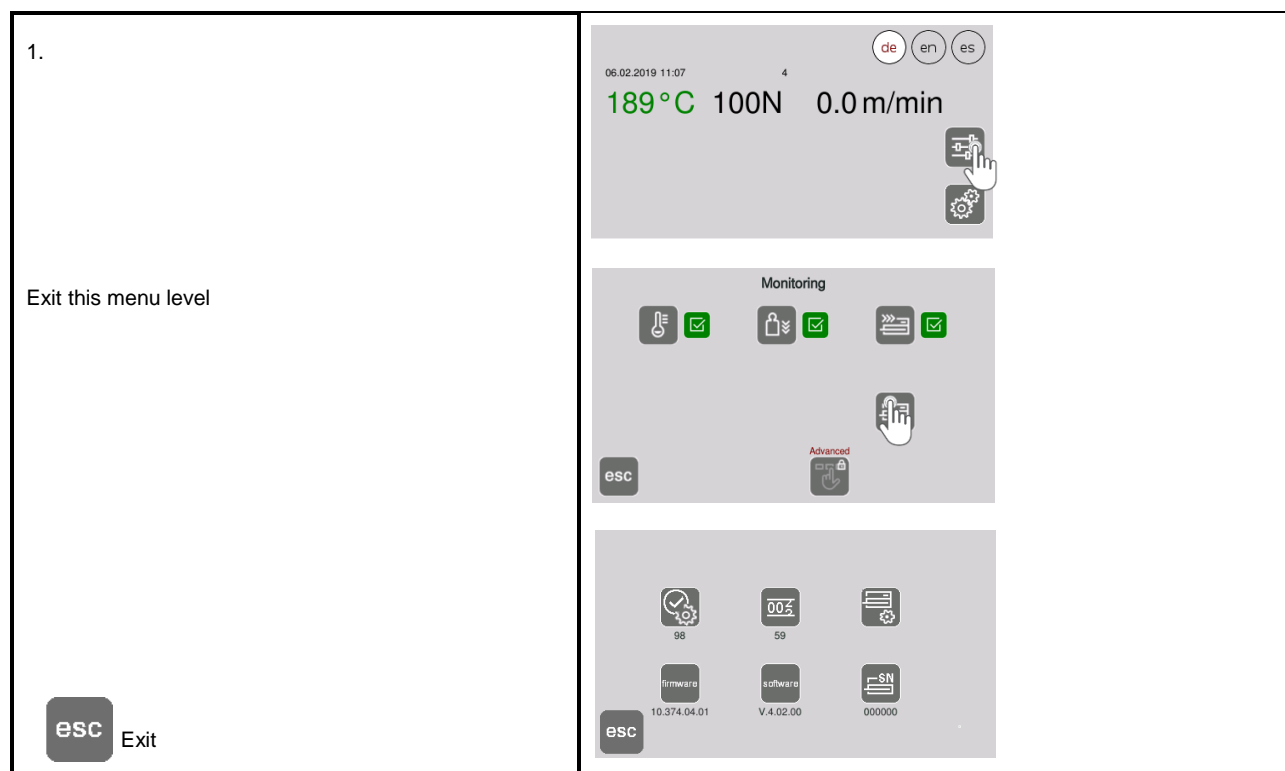 1.
Exit this menu level
esc Exit
de en es
06.02.2019 11:07 4
189°C 100N 0.0 m/min
Monitoring
Advanced
esc
00
98 59
firmware software SN
10.374.04.01 V.4.02.00 000000
esc